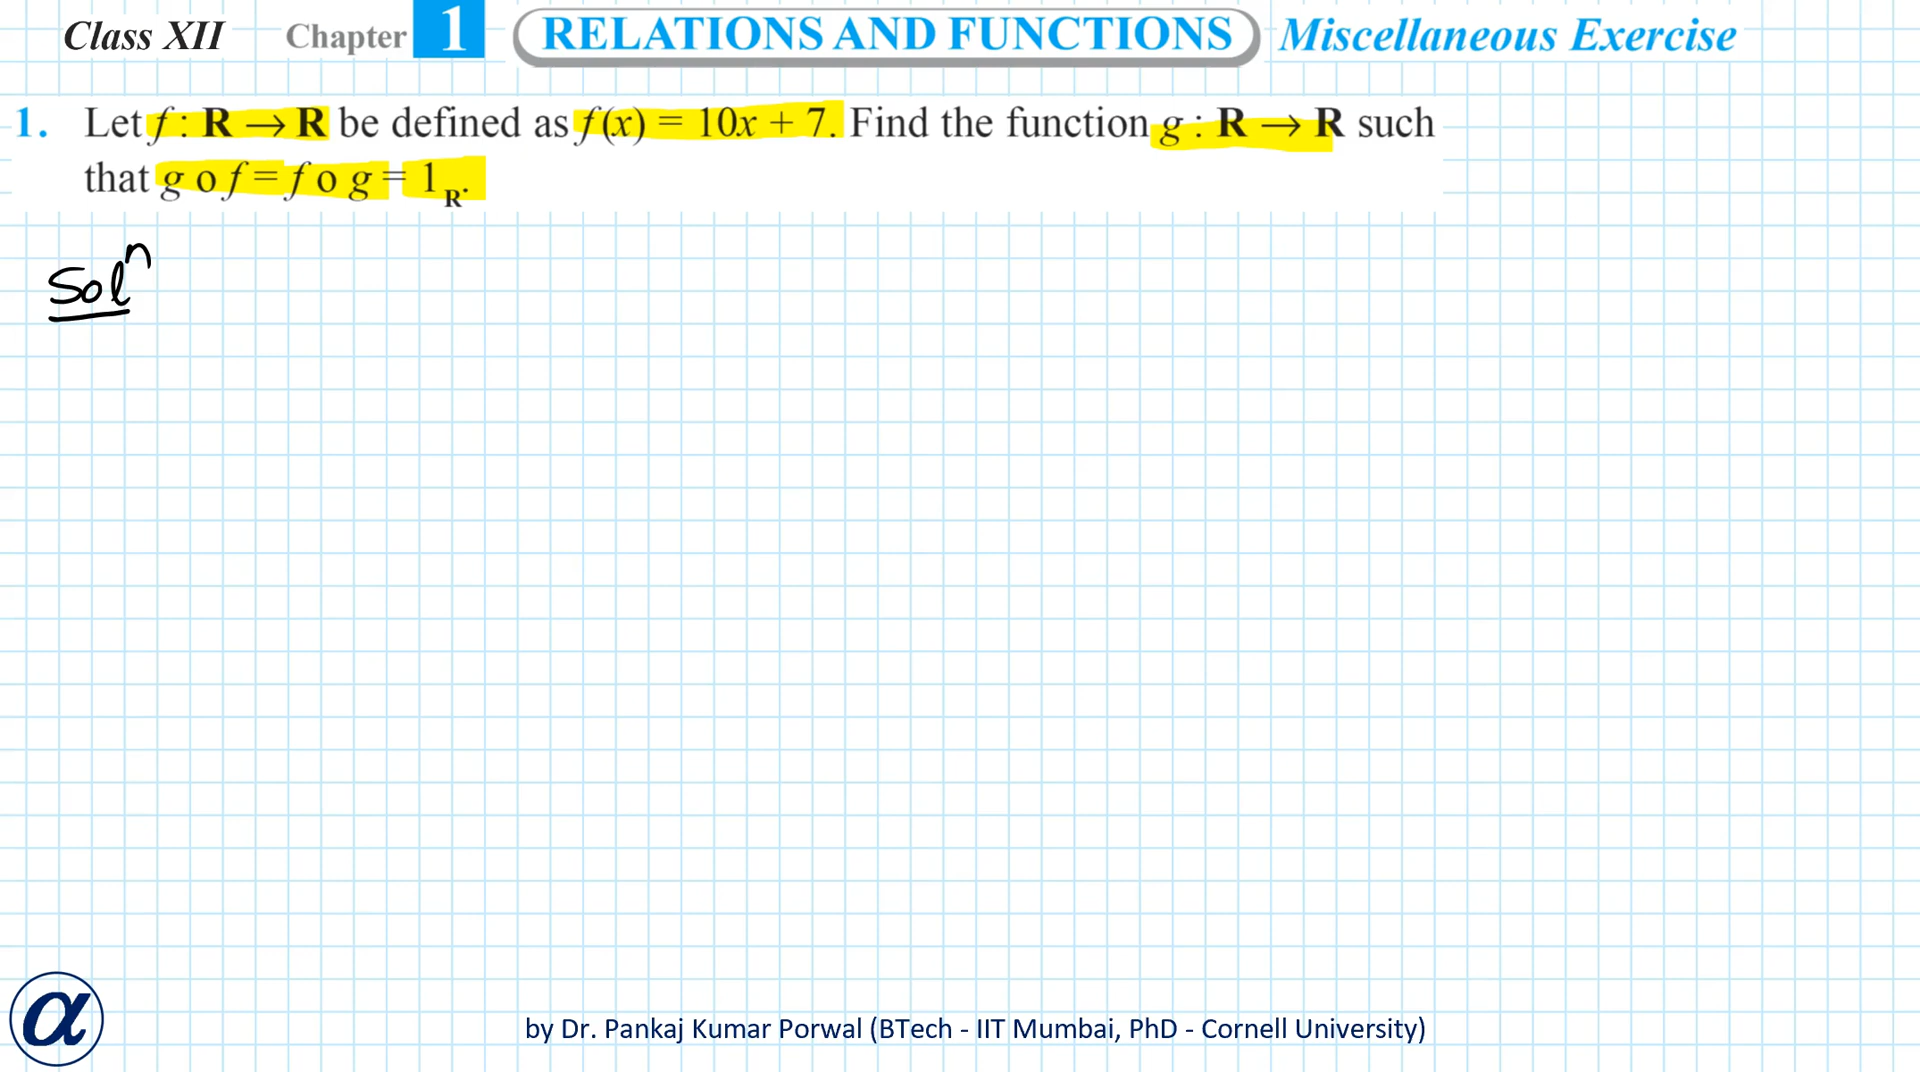 Class XII Chapter 1 RELATIONS AND FUNCTIONS Miscellaneous Exercise
1. Let f : R → R be defined as f(x) = 10x + 7. Find the function g : R → R such
that g o f = f o g = 1R.
Solⁿ
α
by Dr. Pankaj Kumar Porwal (BTech - IIT Mumbai, PhD - Cornell University)